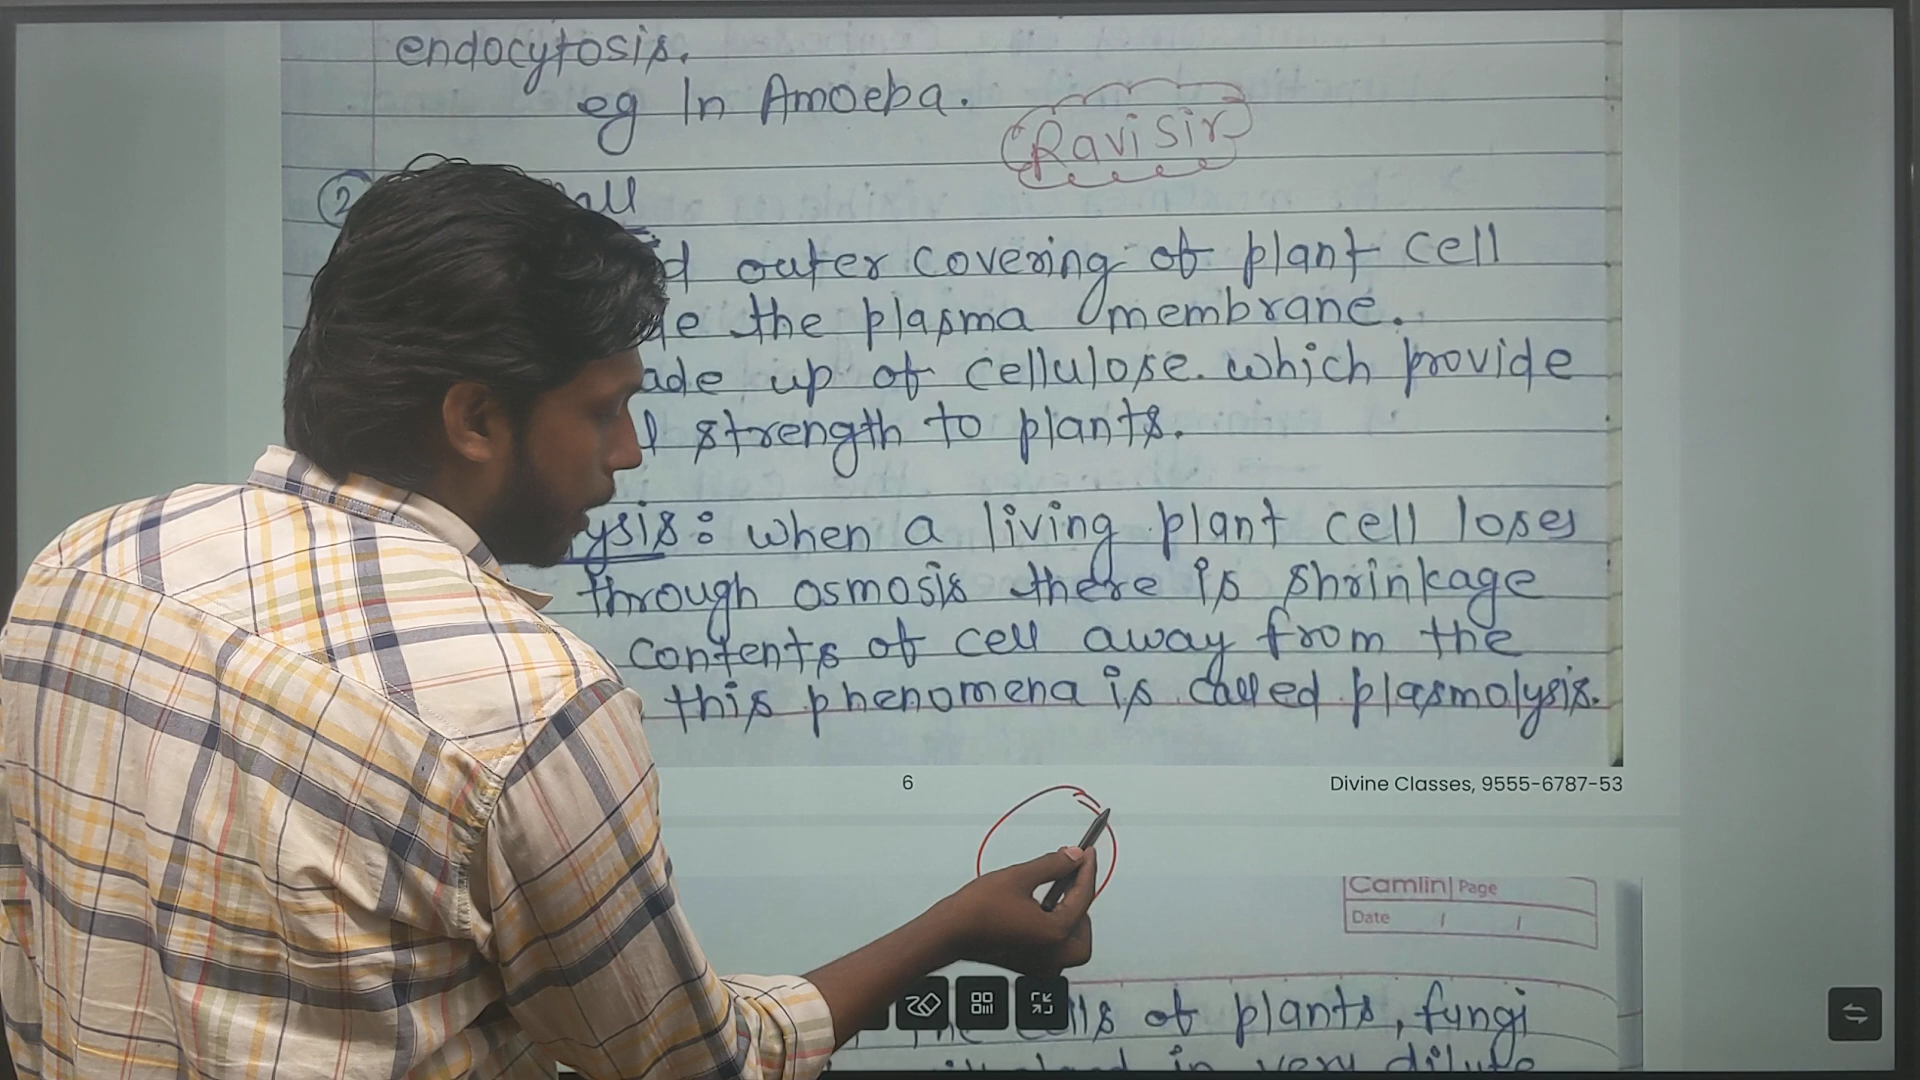 endocytosis.
eg In Amoeba.
Ravi Sir
②
outer covering of plant cell
the plasma membrane.
up of cellulose. which provide
strength to plants.
ysis: when a living plant cell loses
through osmosis there is shrinkage
contents of cell away from the
this phenomena is called plasmolysis.
6
Divine Classes, 9555-6787-53
Camlin Page
Date / /
of plants, fungi
in very dilute